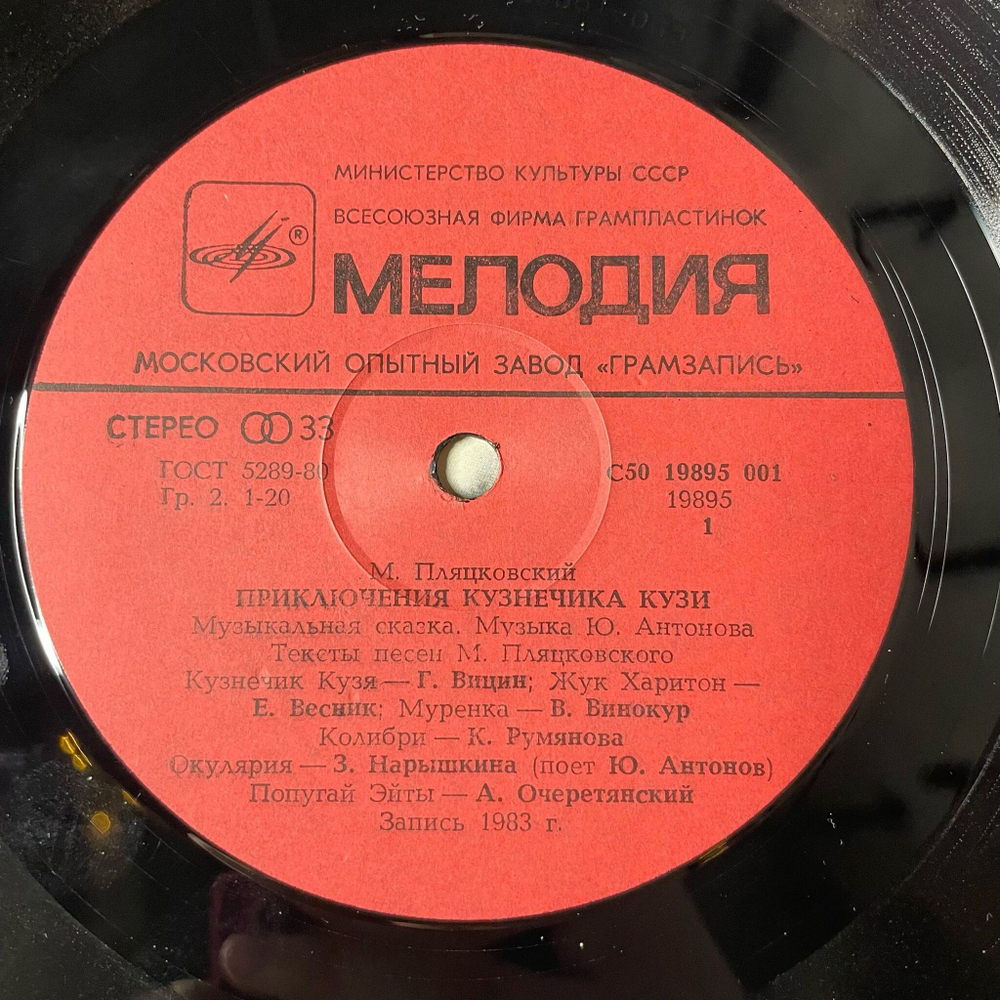 МИНИСТЕРСТВО КУЛЬТУРЫ СССР
ВСЕСОЮЗНАЯ ФИРМА ГРАМПЛАСТИНОК
®
МЕЛОДИЯ
МОСКОВСКИЙ ОПЫТНЫЙ ЗАВОД «ГРАМЗАПИСЬ»
СТЕРЕО 33
ГОСТ 5289-80
Гр. 2. 1-20
С50 19895 001
19895
1
М. Пляцковский
ПРИКЛЮЧЕНИЯ КУЗНЕЧИКА КУЗИ
Музыкальная сказка. Музыка Ю. Антонова
Тексты песен М. Пляцковского
Кузнечик Кузя — Г. Вицин; Жук Харитон —
Е. Весник; Муренка — В. Винокур
Колибри — К. Румянова
Окулярия — З. Нарышкина (поет Ю. Антонов)
Попугай Эйты — А. Очеретянский
Запись 1983 г.